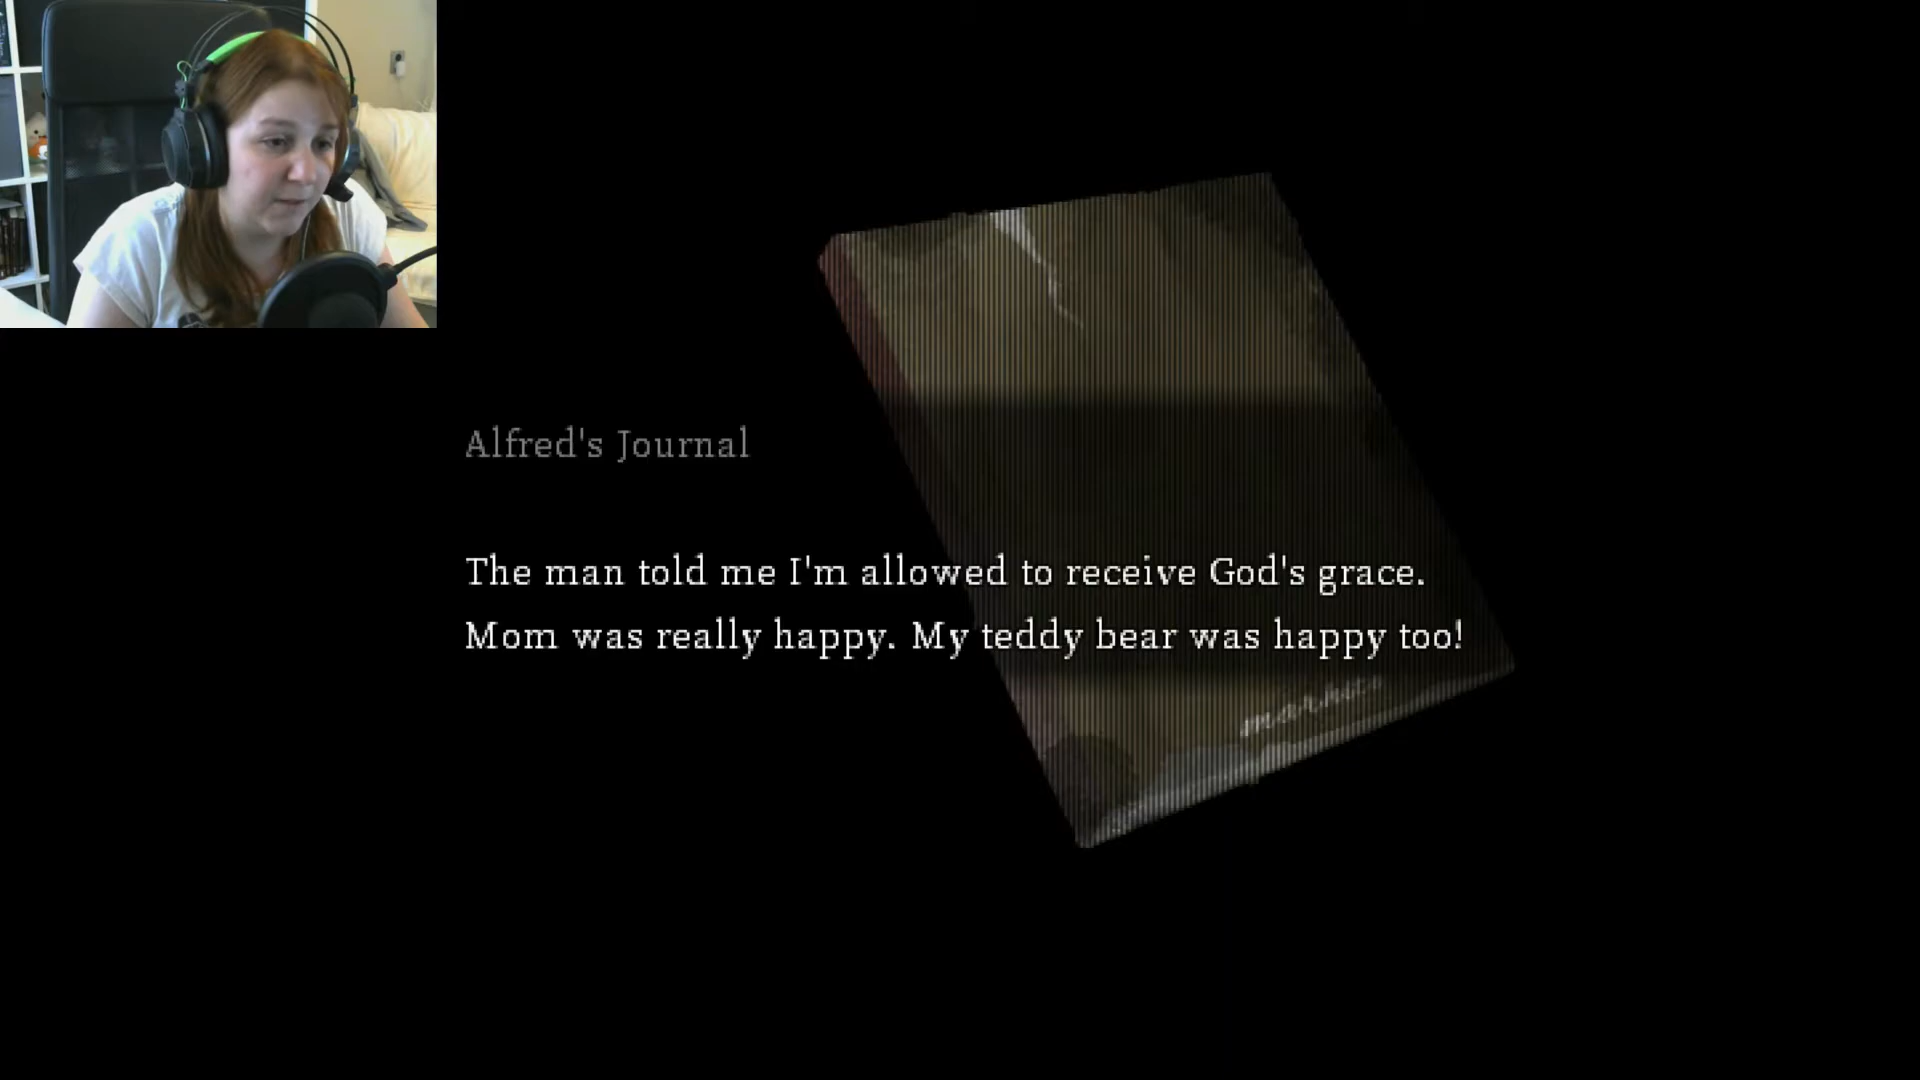 Alfred's Journal
The man told me I'm allowed to receive God's grace.
Mom was really happy. My teddy bear was happy too!